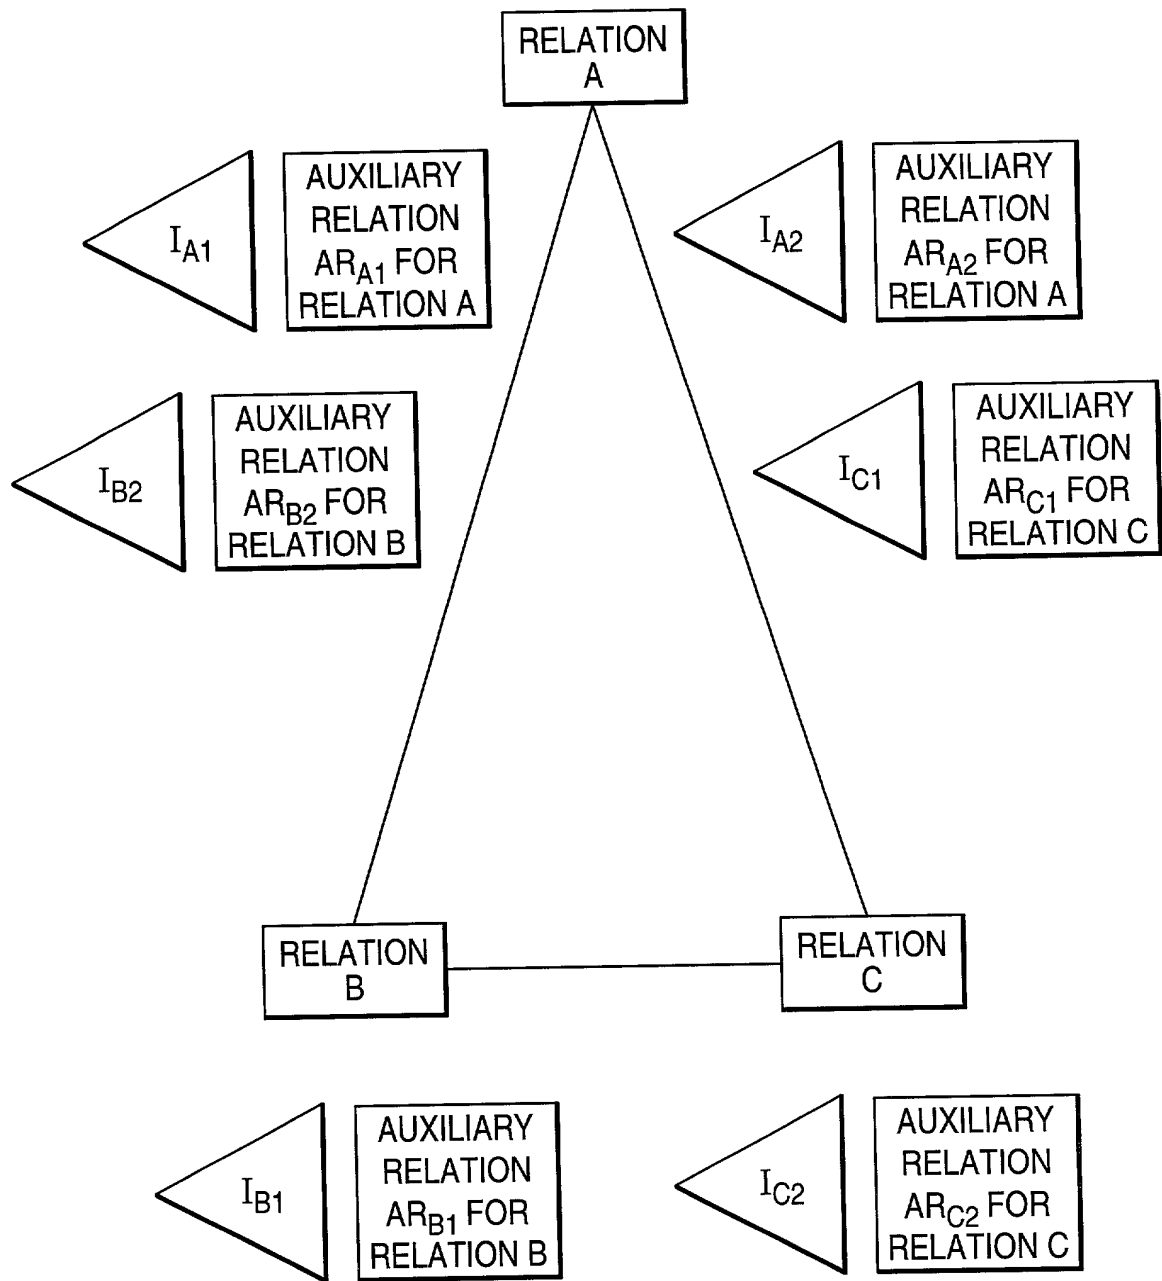 RELATION
A
I_A1
AUXILIARY
RELATION
AR_A1 FOR
RELATION A
I_A2
AUXILIARY
RELATION
AR_A2 FOR
RELATION A
I_B2
AUXILIARY
RELATION
AR_B2 FOR
RELATION B
I_C1
AUXILIARY
RELATION
AR_C1 FOR
RELATION C
RELATION
B
RELATION
C
I_B1
AUXILIARY
RELATION
AR_B1 FOR
RELATION B
I_C2
AUXILIARY
RELATION
AR_C2 FOR
RELATION C